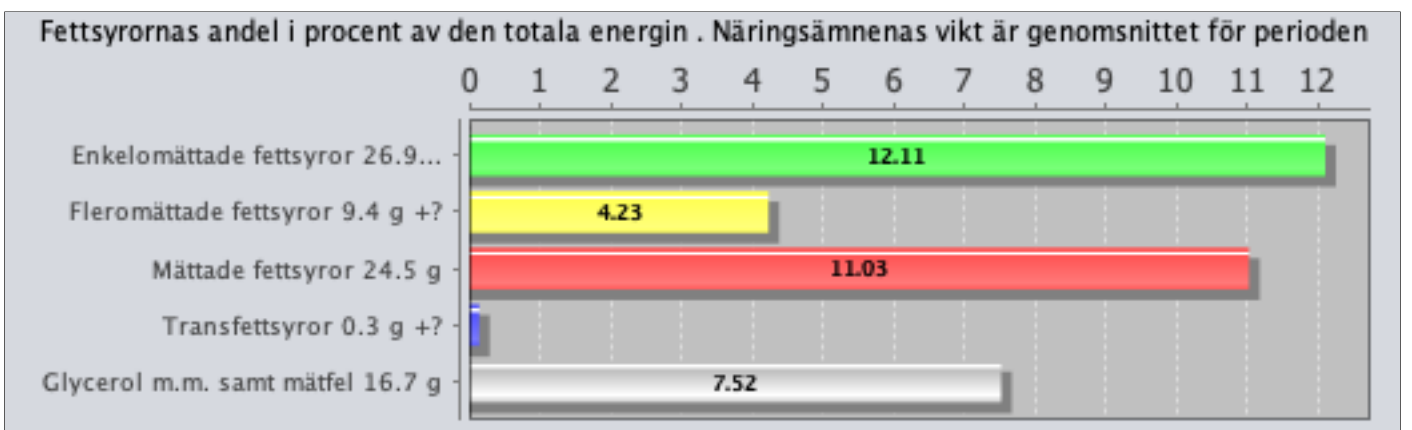 Fettsyrornas andel i procent av den totala energin . Näringsämnenas vikt är genomsnittet för perioden
0 1 2 3 4 5 6 7 8 9 10 11 12
Enkelomättade fettsyror 26.9... 12.11
Fleromättade fettsyror 9.4 g +? 4.23
Mättade fettsyror 24.5 g 11.03
Transfettsyror 0.3 g +?
Glycerol m.m. samt mätfel 16.7 g 7.52